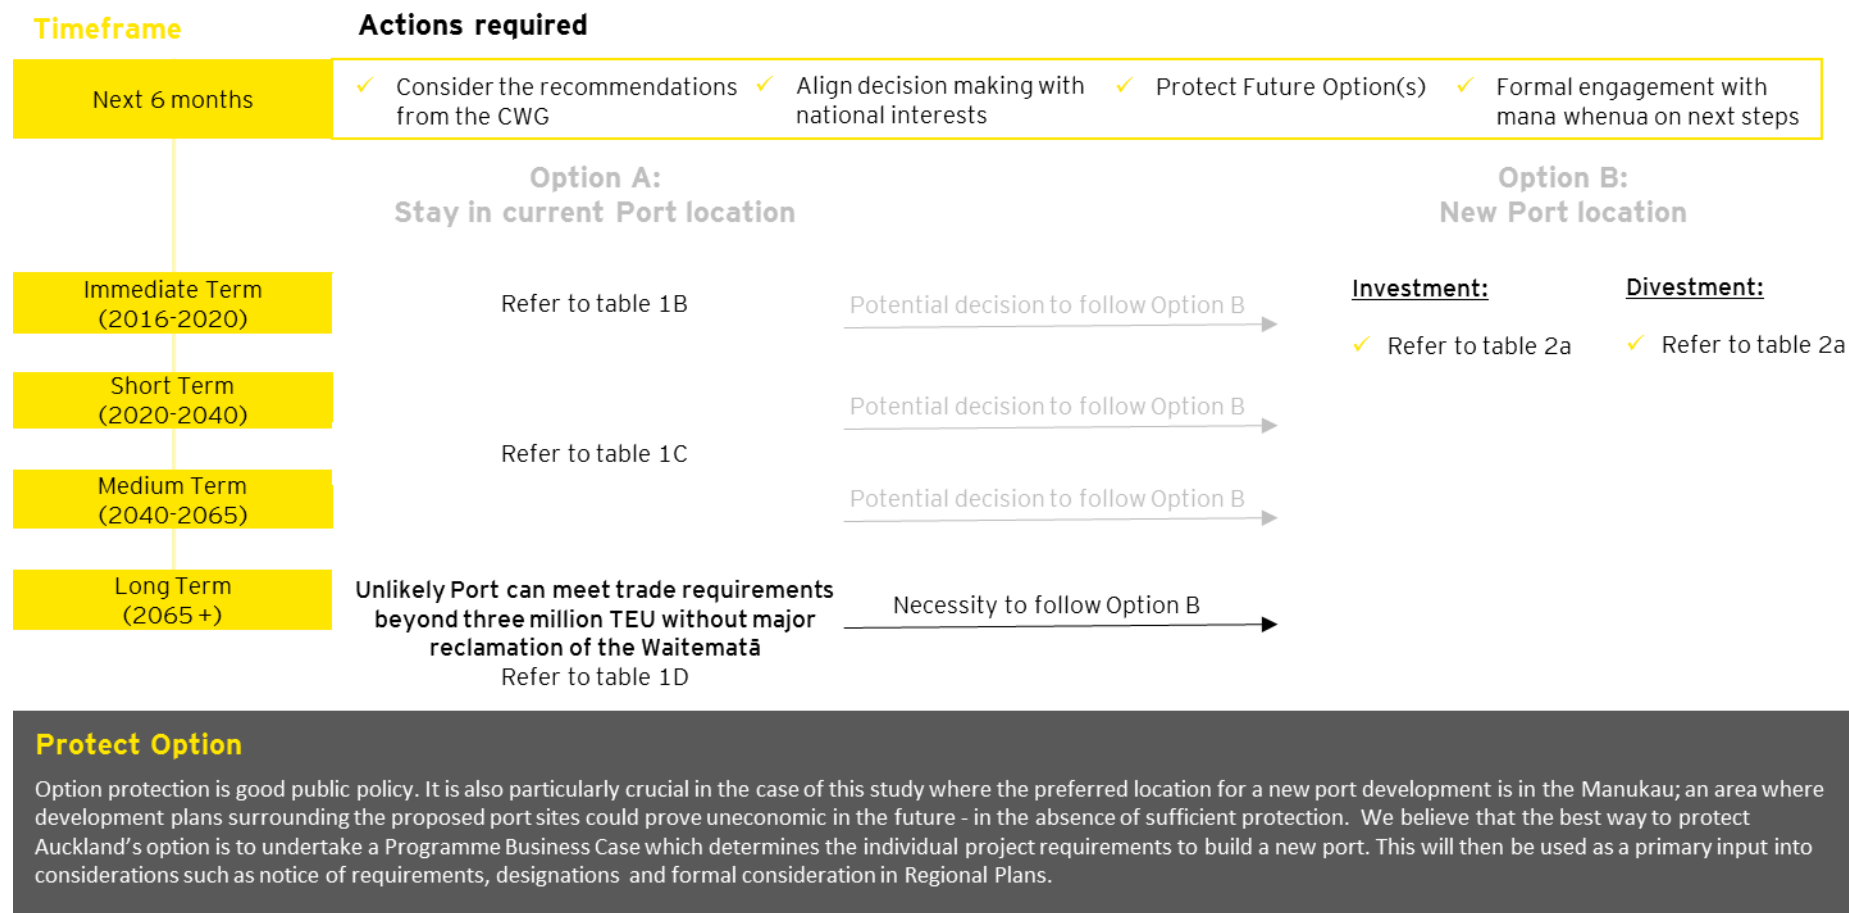 Timeframe
Actions required
Next 6 months
✓ Consider the recommendations
from the CWG
✓ Align decision making with
national interests
✓ Protect Future Option(s)
✓ Formal engagement with
mana whenua on next steps
Option A:
Stay in current Port location
Option B:
New Port location
Immediate Term
(2016-2020)
Refer to table 1B
Potential decision to follow Option B
Investment:
✓ Refer to table 2a
Divestment:
✓ Refer to table 2a
Short Term
(2020-2040)
Potential decision to follow Option B
Refer to table 1C
Medium Term
(2040-2065)
Potential decision to follow Option B
Long Term
(2065+)
Unlikely Port can meet trade requirements
beyond three million TEU without major
reclamation of the Waitematā
Refer to table 1D
Necessity to follow Option B
Protect Option
Option protection is good public policy. It is also particularly crucial in the case of this study where the preferred location for a new port development is in the Manukau; an area where
development plans surrounding the proposed port sites could prove uneconomic in the future - in the absence of sufficient protection. We believe that the best way to protect
Auckland's option is to undertake a Programme Business Case which determines the individual project requirements to build a new port. This will then be used as a primary input into
considerations such as notice of requirements, designations and formal consideration in Regional Plans.